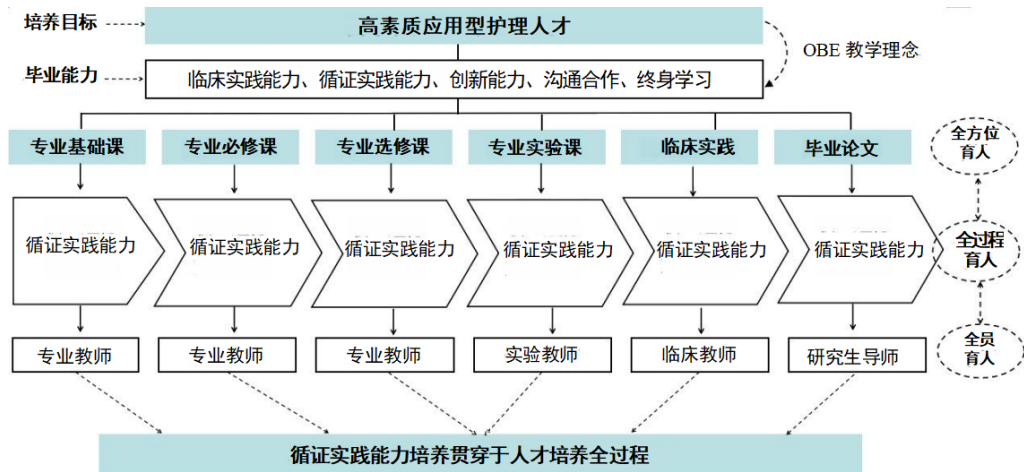 培养目标
高素质应用型护理人才
OBE 教学理念
毕业能力
临床实践能力、循证实践能力、创新能力、沟通合作、终身学习
专业基础课
专业必修课
专业选修课
专业实验课
临床实践
毕业论文
全方位
育人
循证实践能力
循证实践能力
循证实践能力
循证实践能力
循证实践能力
循证实践能力
全过程
育人
专业教师
专业教师
专业教师
实验教师
临床教师
研究生导师
全员
育人
循证实践能力培养贯穿于人才培养全过程